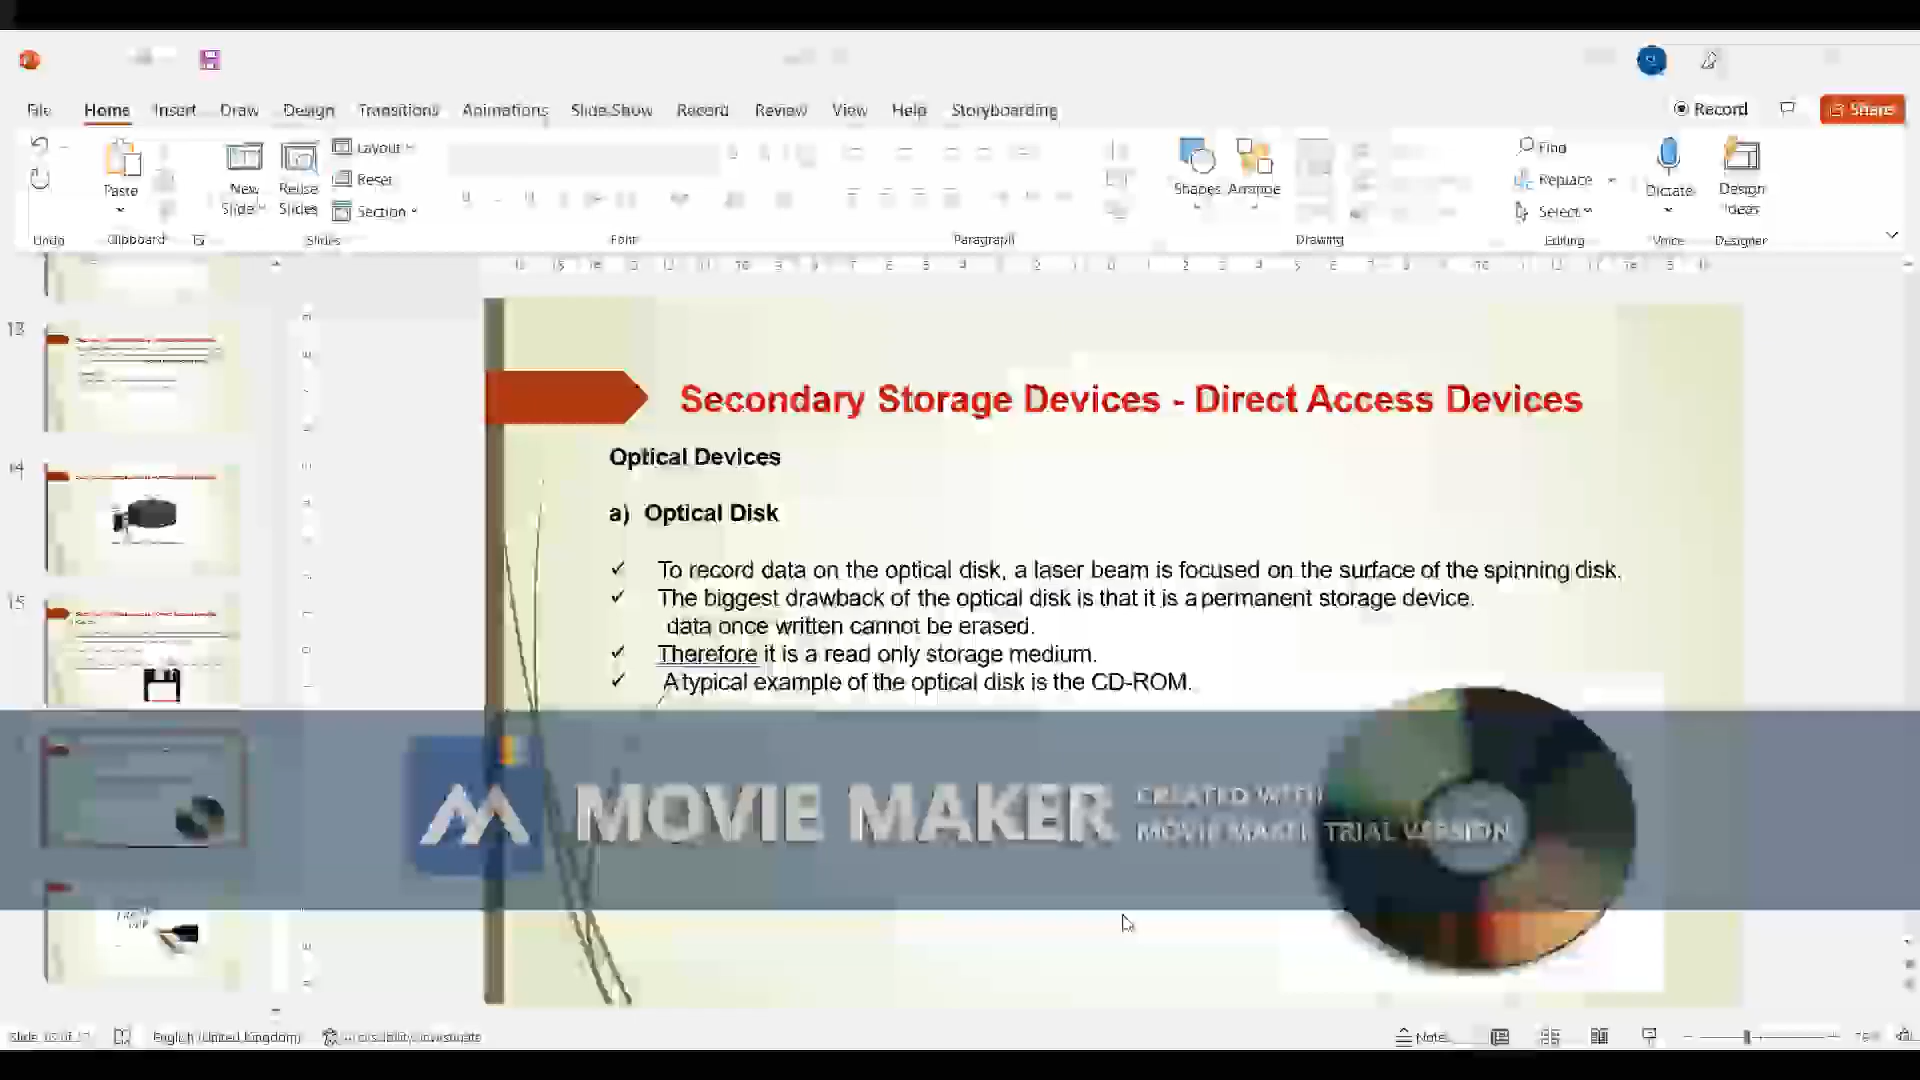 File Home Insert Draw Design Transitions Animations Slide Show Record Review View Help Storyboarding Record Share
Paste
New Slide
Reuse Slides
Layout
Reset
Section
Shapes Arrange
Find
Replace
Select
Dictate
Design Ideas
Undo Clipboard Slides Font Paragraph Drawing Editing Voice Designer
13
14
15
Secondary Storage Devices - Direct Access Devices
Optical Devices
a) Optical Disk
✓ To record data on the optical disk, a laser beam is focused on the surface of the spinning disk.
✓ The biggest drawback of the optical disk is that it is a permanent storage device.
data once written cannot be erased.
✓ Therefore it is a read only storage medium.
✓ A typical example of the optical disk is the CD-ROM.
MOVIE MAKER
CREATED WITH
MOVIE MAKER TRIAL VERSION
English (United Kingdom)